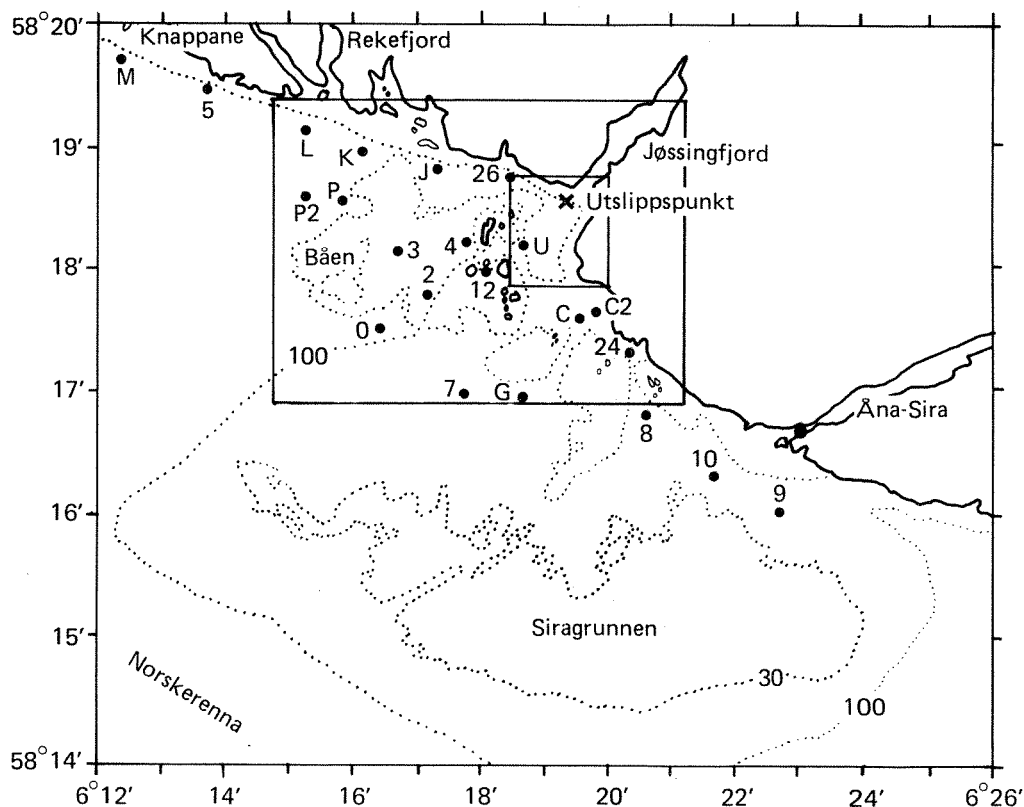 58°20′
Knappane
Rekefjord
M
5
19′
L
K
J
26
Jøssingfjord
P
P2
Utslippspunkt
Båen
3
4
U
18′
2
12
0
C
C2
100
24
17′
7
G
8
Åna-Sira
10
9
16′
Siragrunnen
15′
Norskerenna
30
100
58°14′
6°12′
14′
16′
18′
20′
22′
24′
6°26′